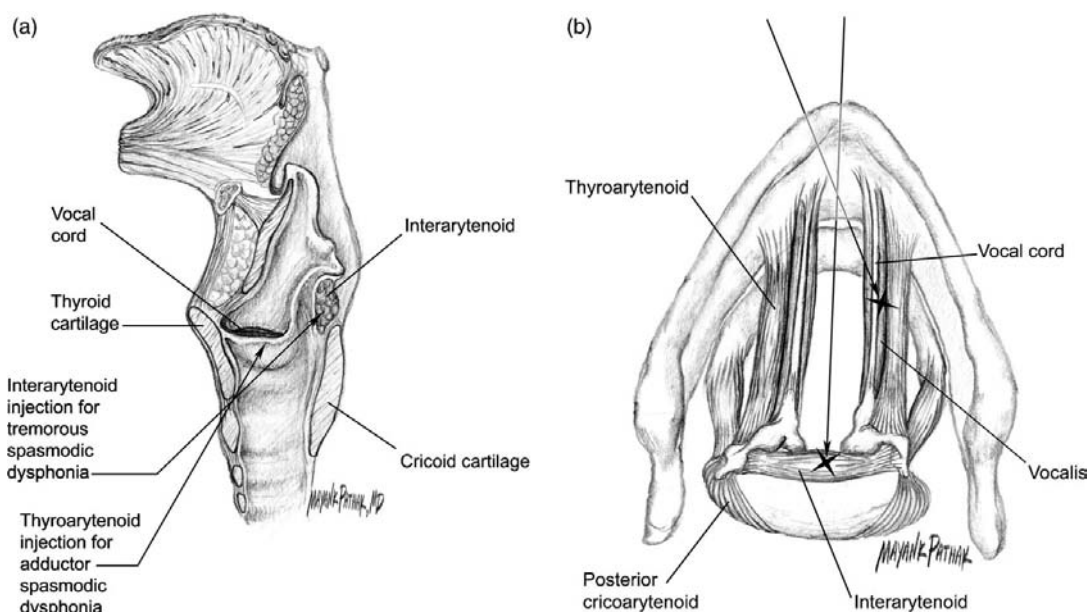 (a)
Vocal
cord
Interarytenoid
Thyroid
cartilage
Interarytenoid
injection for
tremorous
spasmodic
dysphonia
Cricoid cartilage
MAYANK PATHAK, MD
Thyroarytenoid
injection for
adductor
spasmodic
dysphonia
(b)
Thyroarytenoid
Vocal cord
Vocalis
MAYANK PATHAK
Posterior
cricoarytenoid
Interarytenoid